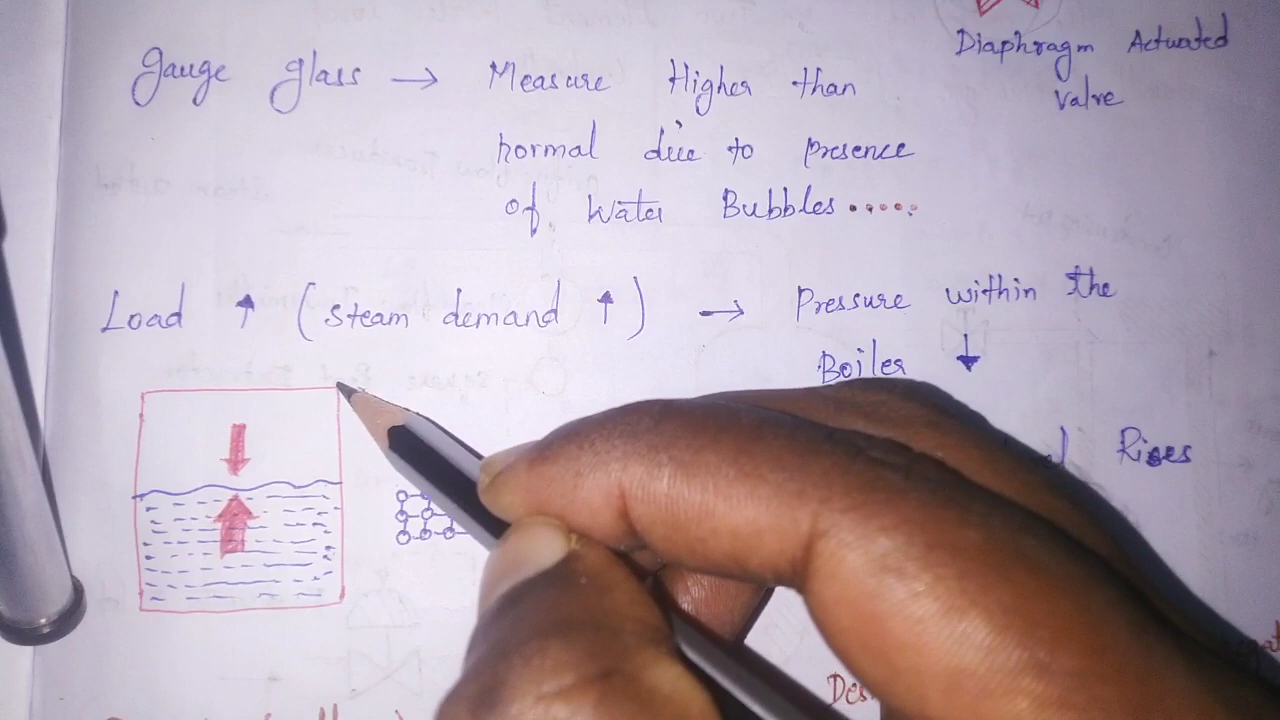 Diaphragm Actuated
Valve
Gauge glass → Measure Higher than
normal due to presence
of Water Bubbles.....
Load ↑ (steam demand ↑) → Pressure within the
Boiler ↓
Rises